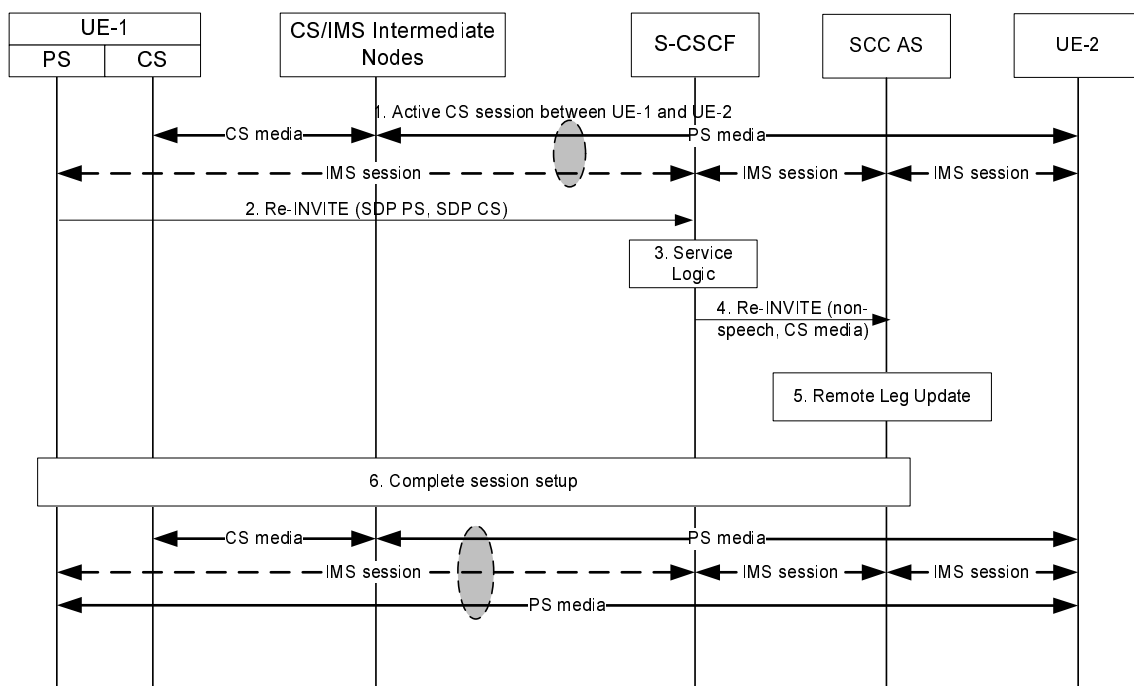 UE-1
PS
CS
CS/IMS Intermediate
Nodes
S-CSCF
SCC AS
UE-2
1. Active CS session between UE-1 and UE-2
CS media
PS media
IMS session
IMS session
IMS session
2. Re-INVITE (SDP PS, SDP CS)
3. Service
Logic
4. Re-INVITE (non-
speech, CS media)
5. Remote Leg Update
6. Complete session setup
CS media
PS media
IMS session
IMS session
IMS session
PS media